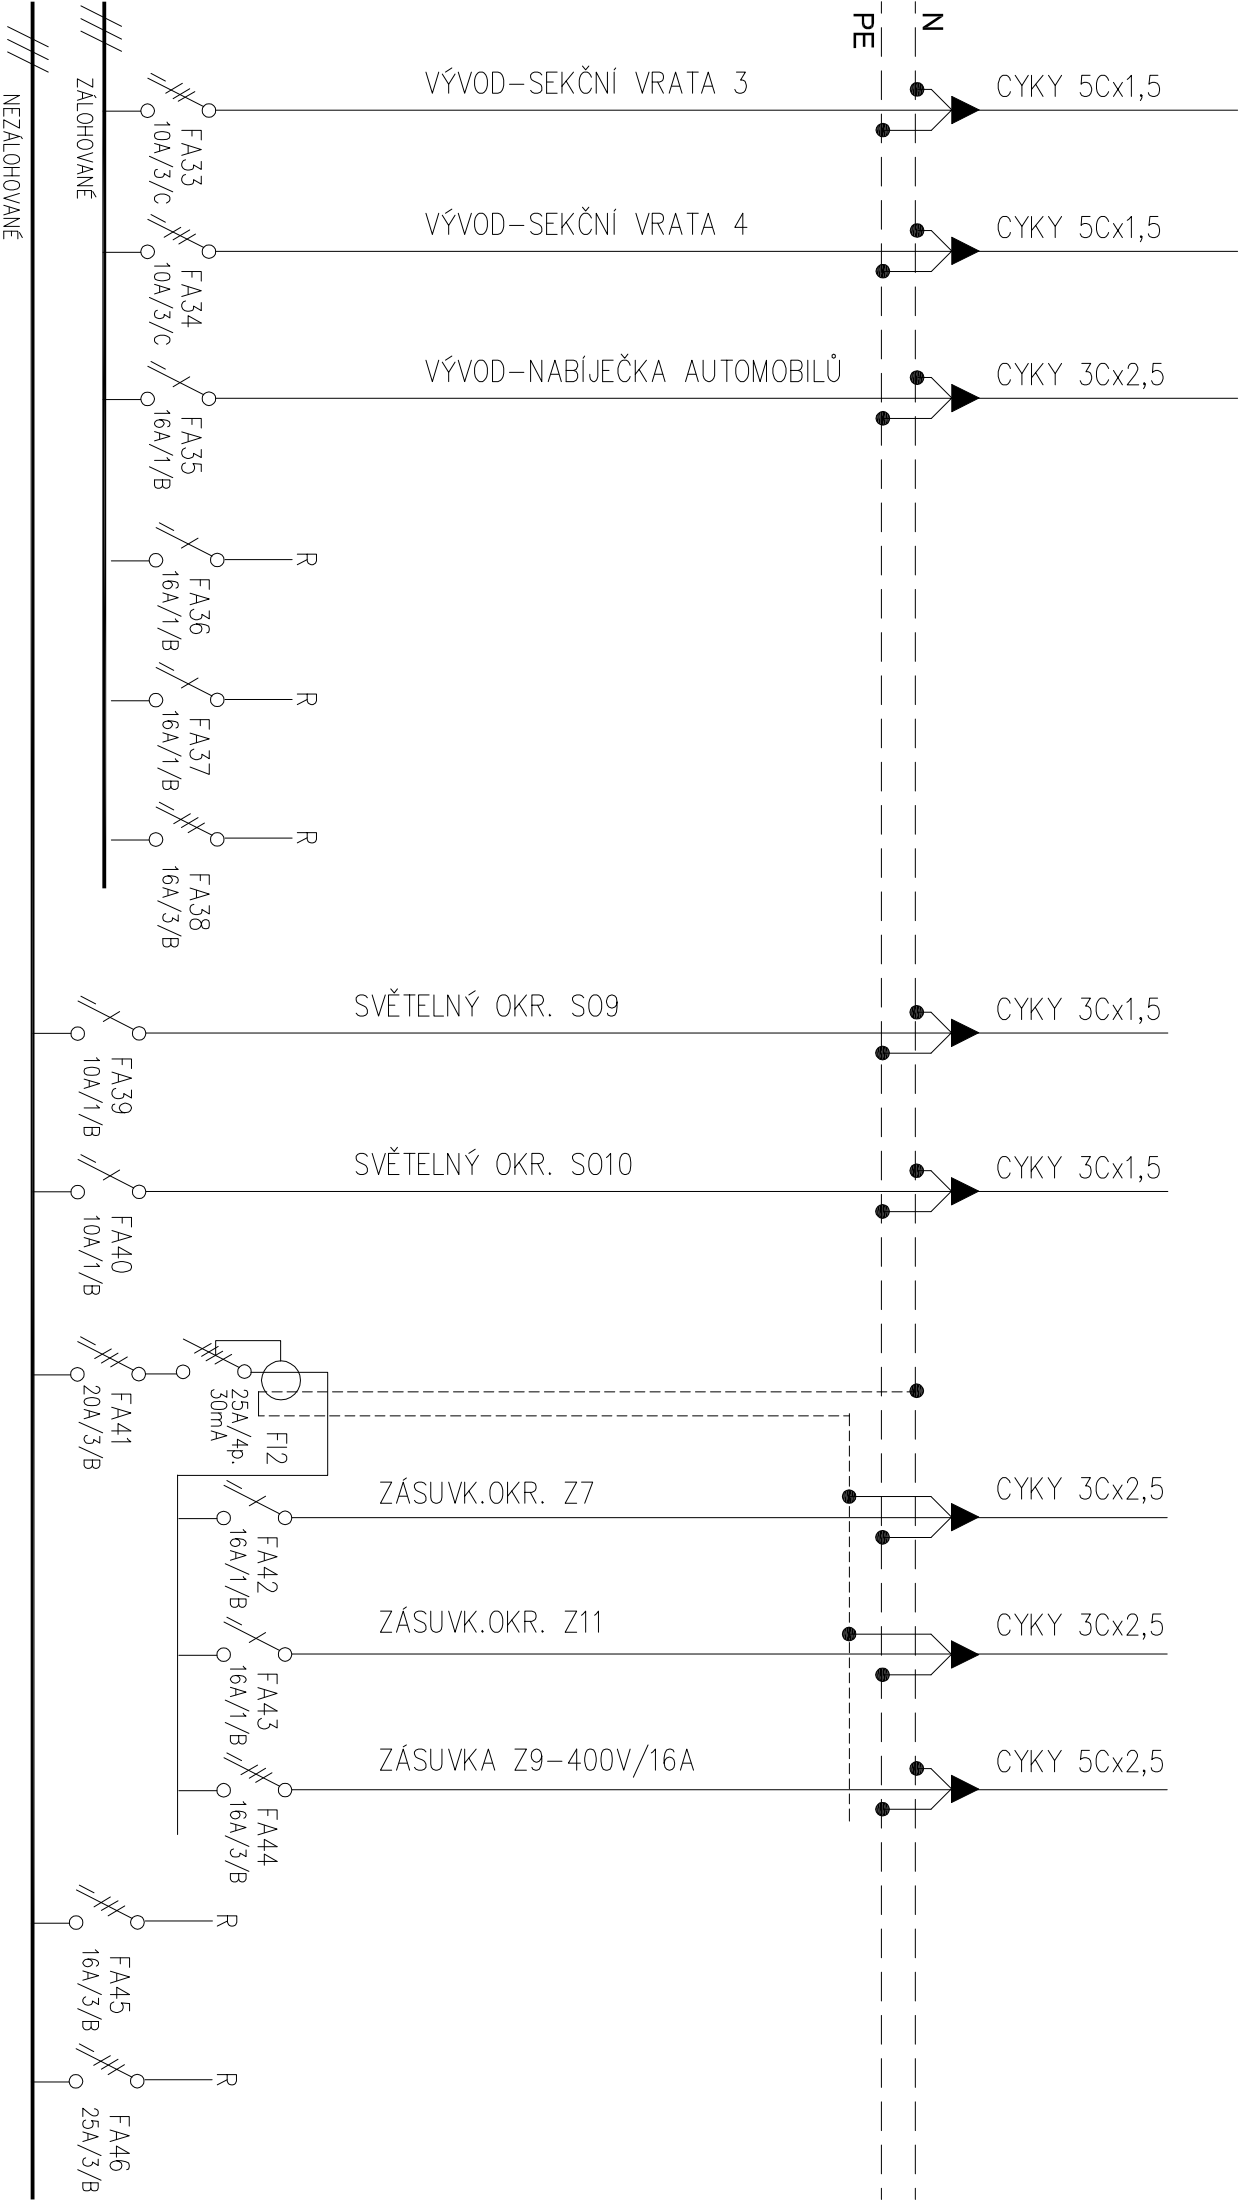 N
PE
VÝVOD-SEKČNÍ VRATA 3
CYKY 5Cx1,5
ZÁLOHOVANÉ
NEZÁLOHOVANÉ
FA33
10A/3/C
VÝVOD-SEKČNÍ VRATA 4
CYKY 5Cx1,5
FA34
10A/3/C
VÝVOD-NABÍJEČKA AUTOMOBILŮ
CYKY 3Cx2,5
FA35
16A/1/B
R
FA36
16A/1/B
R
FA37
16A/1/B
R
FA38
16A/3/B
SVĚTELNÝ OKR. SO9
CYKY 3Cx1,5
FA39
10A/1/B
SVĚTELNÝ OKR. SO10
CYKY 3Cx1,5
FA40
10A/1/B
FA41
20A/3/B
FI2
25A/4p.
30mA
ZÁSUVK.OKR. Z7
CYKY 3Cx2,5
FA42
16A/1/B
ZÁSUVK.OKR. Z11
CYKY 3Cx2,5
FA43
16A/1/B
ZÁSUVKA Z9-400V/16A
CYKY 5Cx2,5
FA44
16A/3/B
R
FA45
16A/3/B
R
FA46
25A/3/B